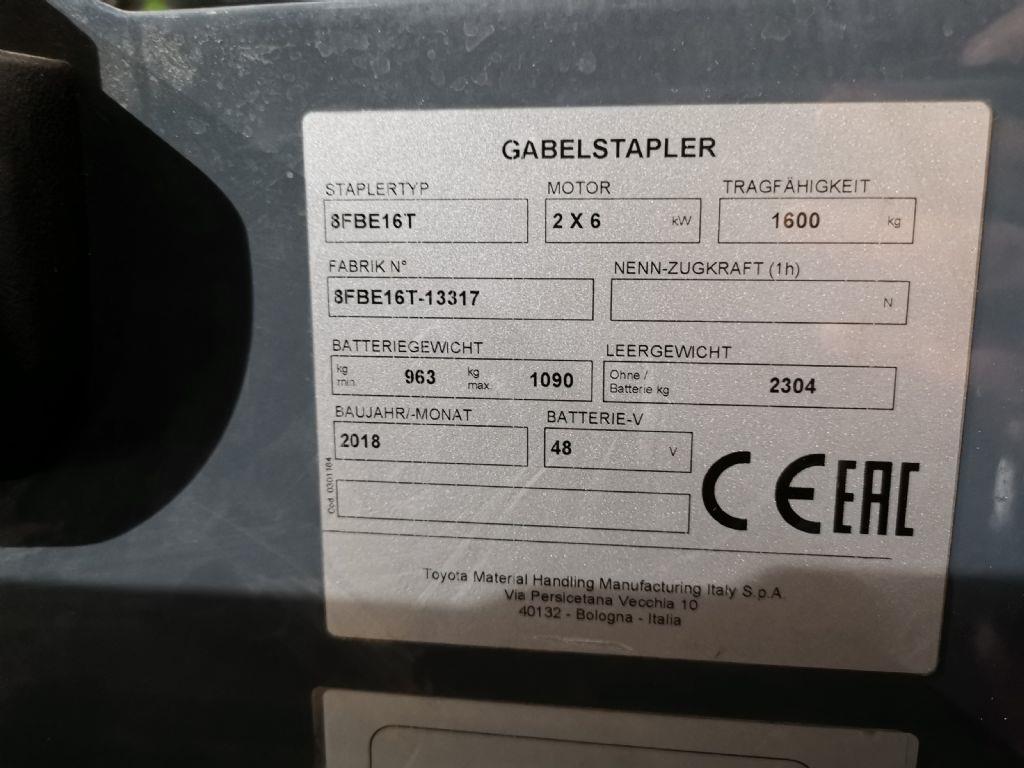 GABELSTAPLER
STAPLERTYP MOTOR TRAGFÄHIGKEIT
8FBE16T 2 X 6 kW 1600 kg
FABRIK N° NENN-ZUGKRAFT (1h)
8FBE16T-13317 N
BATTERIEGEWICHT LEERGEWICHT
kg min. 963 kg max. 1090 Ohne / Batterie kg 2304
BAUJAHR/-MONAT BATTERIE-V
2018 48 V
Cod. 0301164
CE EAC
Toyota Material Handling Manufacturing Italy S.p.A.
Via Persicetana Vecchia 10
40132 - Bologna - Italia